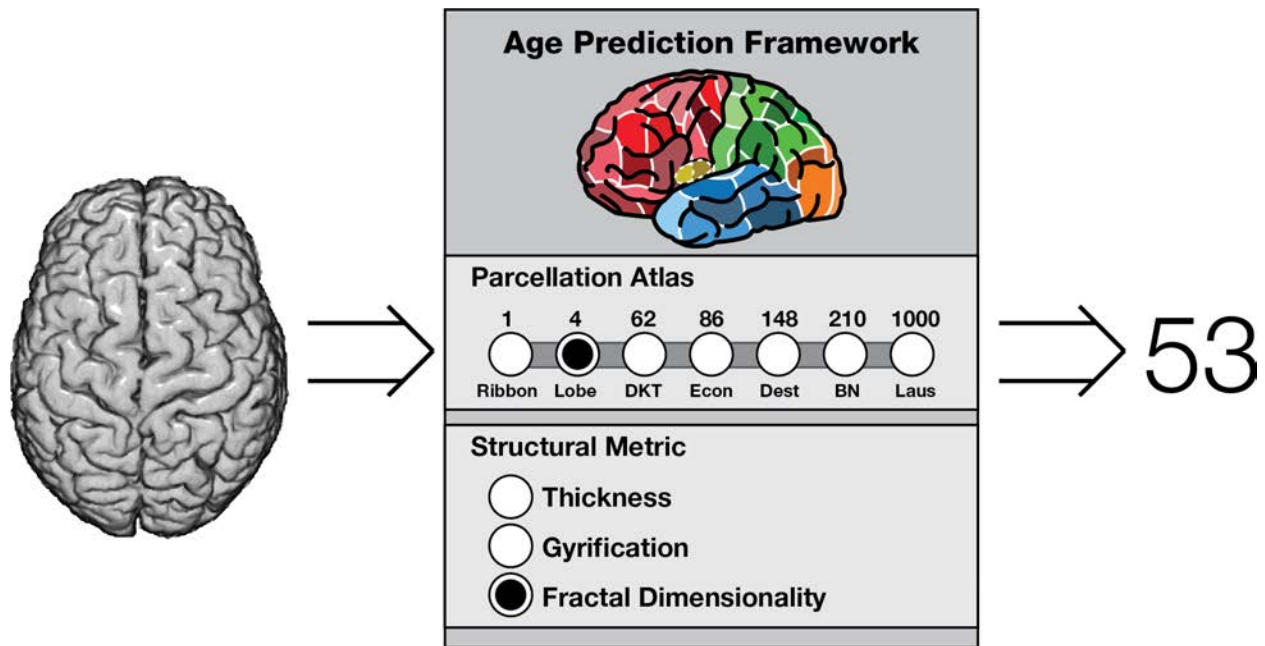 Age Prediction Framework
Parcellation Atlas
1 4 62 86 148 210 1000
Ribbon Lobe DKT Econ Dest BN Laus
53
Structural Metric
Thickness
Gyrification
Fractal Dimensionality